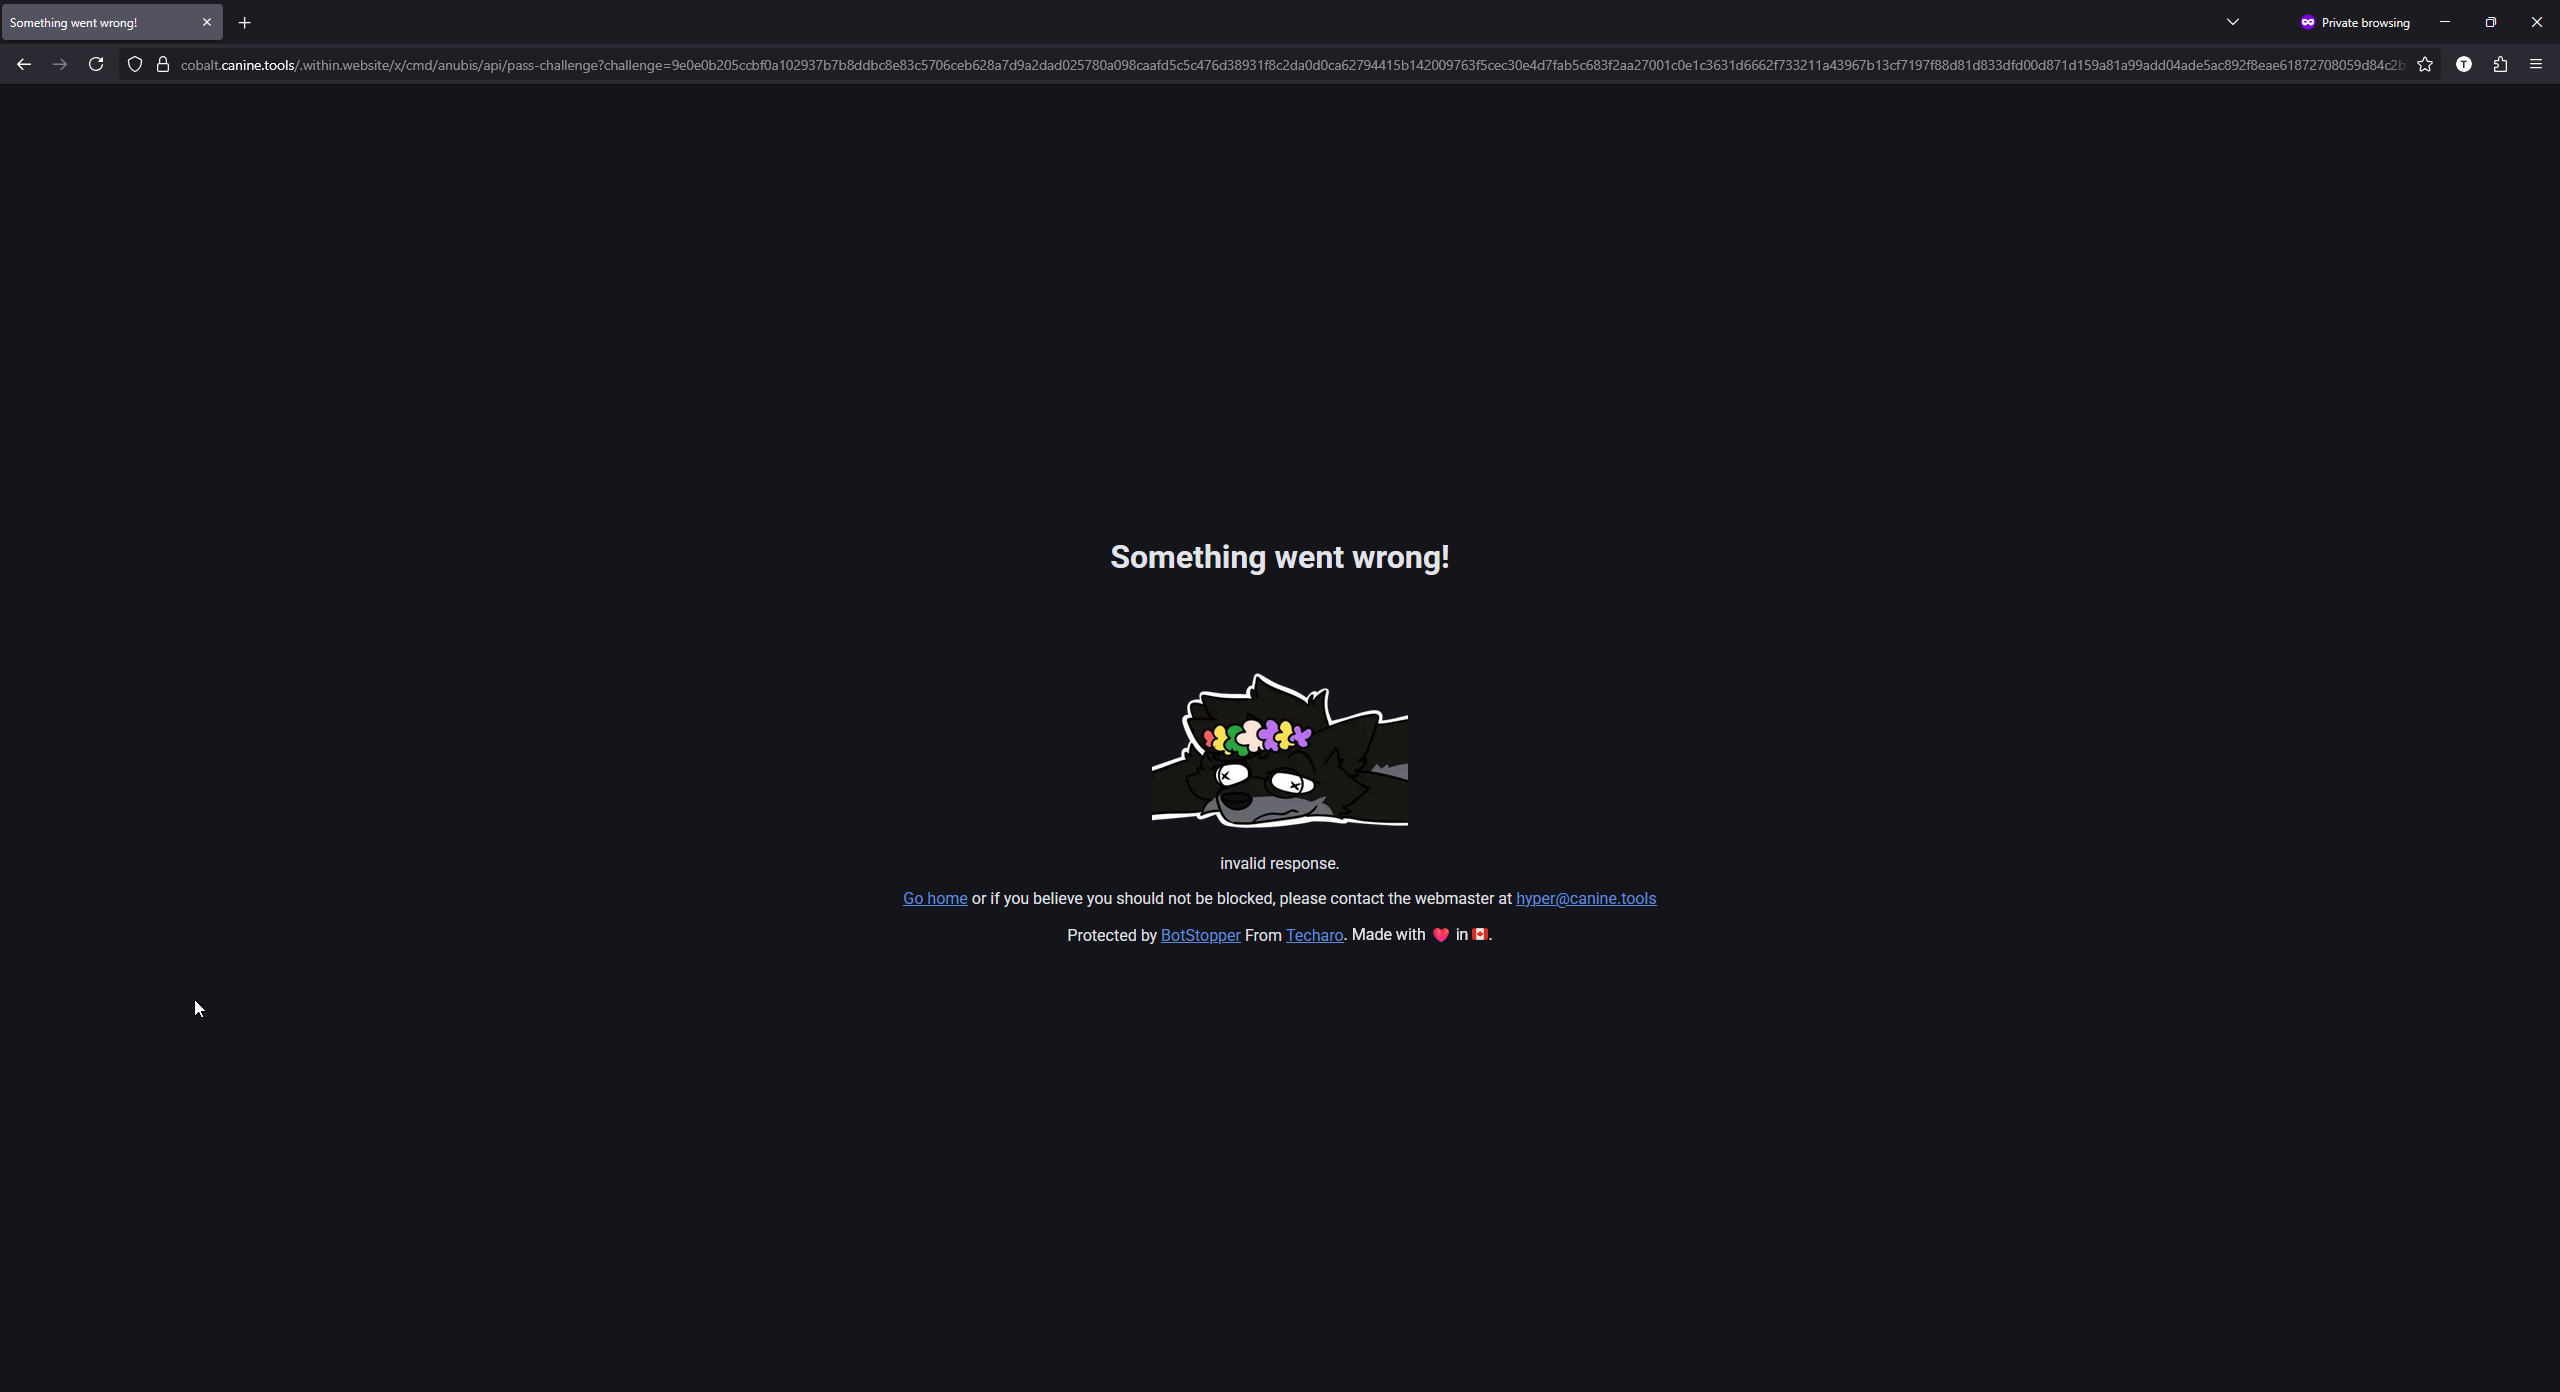 Something went wrong!
Private browsing
cobalt.canine.tools/.within.website/x/cmd/anubis/api/pass-challenge?challenge=9e0e0b205ccbf0a102937b7b8ddbc8e83c5706ceb628a7d9a2dad025780a098caafd5c5c476d38931f8c2da0d0ca62794415b142009763f5cec30e4d7fab5c683f2aa27001c0e1c3631d6662f733211a43967b13cf7197f88d81d833dfd00d871d159a81a99add04ade5ac892f8eae61872708059d84c2b
T
Something went wrong!
invalid response.
Go home or if you believe you should not be blocked, please contact the webmaster at hyper@canine.tools
Protected by BotStopper From Techaro. Made with ❤️ in 🇨🇦.